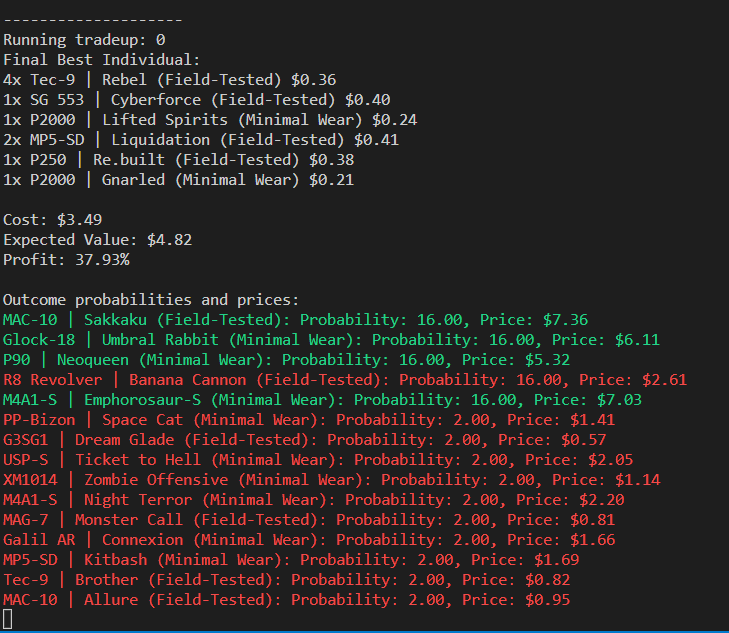 --------------------
Running tradeup: 0
Final Best Individual:
4x Tec-9 | Rebel (Field-Tested) $0.36
1x SG 553 | Cyberforce (Field-Tested) $0.40
1x P2000 | Lifted Spirits (Minimal Wear) $0.24
2x MP5-SD | Liquidation (Field-Tested) $0.41
1x P250 | Re.built (Field-Tested) $0.38
1x P2000 | Gnarled (Minimal Wear) $0.21

Cost: $3.49
Expected Value: $4.82
Profit: 37.93%

Outcome probabilities and prices:
MAC-10 | Sakkaku (Field-Tested): Probability: 16.00, Price: $7.36
Glock-18 | Umbral Rabbit (Minimal Wear): Probability: 16.00, Price: $6.11
P90 | Neoqueen (Minimal Wear): Probability: 16.00, Price: $5.32
R8 Revolver | Banana Cannon (Field-Tested): Probability: 16.00, Price: $2.61
M4A1-S | Emphorosaur-S (Minimal Wear): Probability: 16.00, Price: $7.03
PP-Bizon | Space Cat (Minimal Wear): Probability: 2.00, Price: $1.41
G3SG1 | Dream Glade (Field-Tested): Probability: 2.00, Price: $0.57
USP-S | Ticket to Hell (Minimal Wear): Probability: 2.00, Price: $2.05
XM1014 | Zombie Offensive (Minimal Wear): Probability: 2.00, Price: $1.14
M4A1-S | Night Terror (Minimal Wear): Probability: 2.00, Price: $2.20
MAG-7 | Monster Call (Field-Tested): Probability: 2.00, Price: $0.81
Galil AR | Connexion (Minimal Wear): Probability: 2.00, Price: $1.66
MP5-SD | Kitbash (Minimal Wear): Probability: 2.00, Price: $1.69
Tec-9 | Brother (Field-Tested): Probability: 2.00, Price: $0.82
MAC-10 | Allure (Field-Tested): Probability: 2.00, Price: $0.95